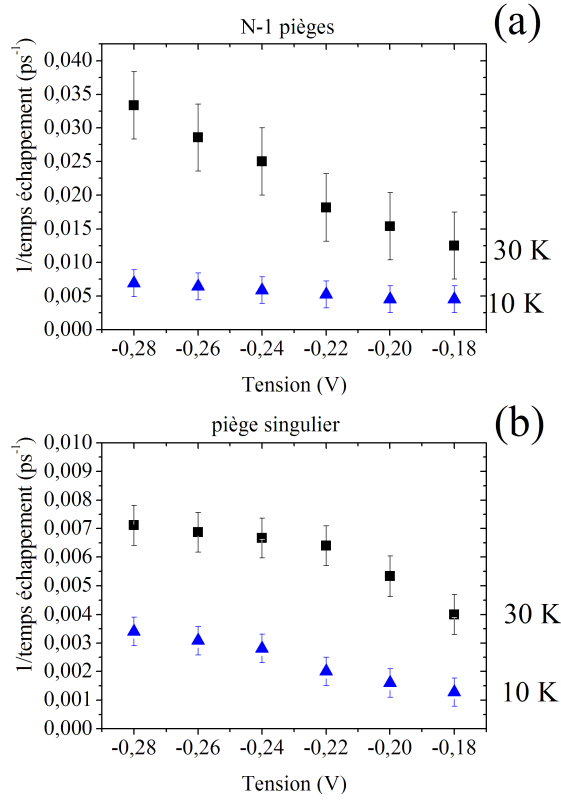 N-1 pièges
(a)
1/temps échappement (ps⁻¹)
0,040
0,035
0,030
0,025
0,020
0,015
0,010
0,005
0,000
30 K
10 K
-0,28 -0,26 -0,24 -0,22 -0,20 -0,18
Tension (V)
piège singulier
(b)
1/temps échappement (ps⁻¹)
0,010
0,009
0,008
0,007
0,006
0,005
0,004
0,003
0,002
0,001
0,000
30 K
10 K
-0,28 -0,26 -0,24 -0,22 -0,20 -0,18
Tension (V)